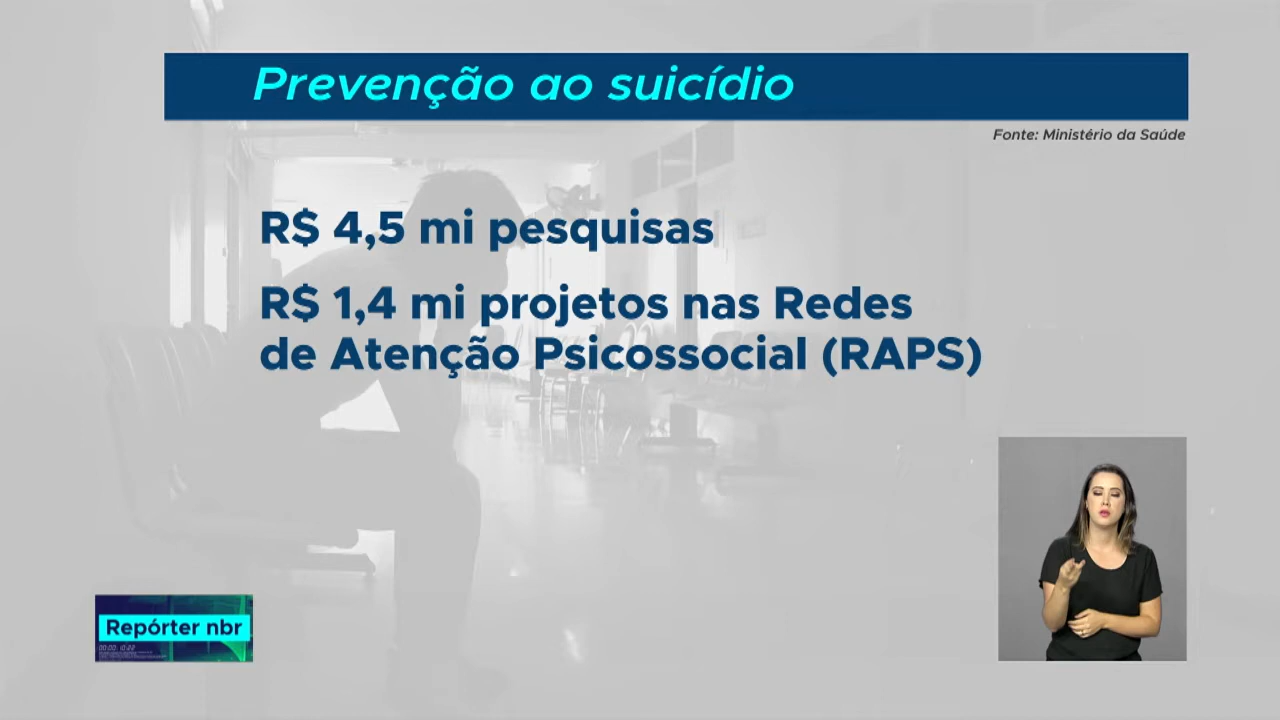 Prevenção ao suicídio
Fonte: Ministério da Saúde
R$ 4,5 mi pesquisas
R$ 1,4 mi projetos nas Redes
de Atenção Psicossocial (RAPS)
Repórter nbr